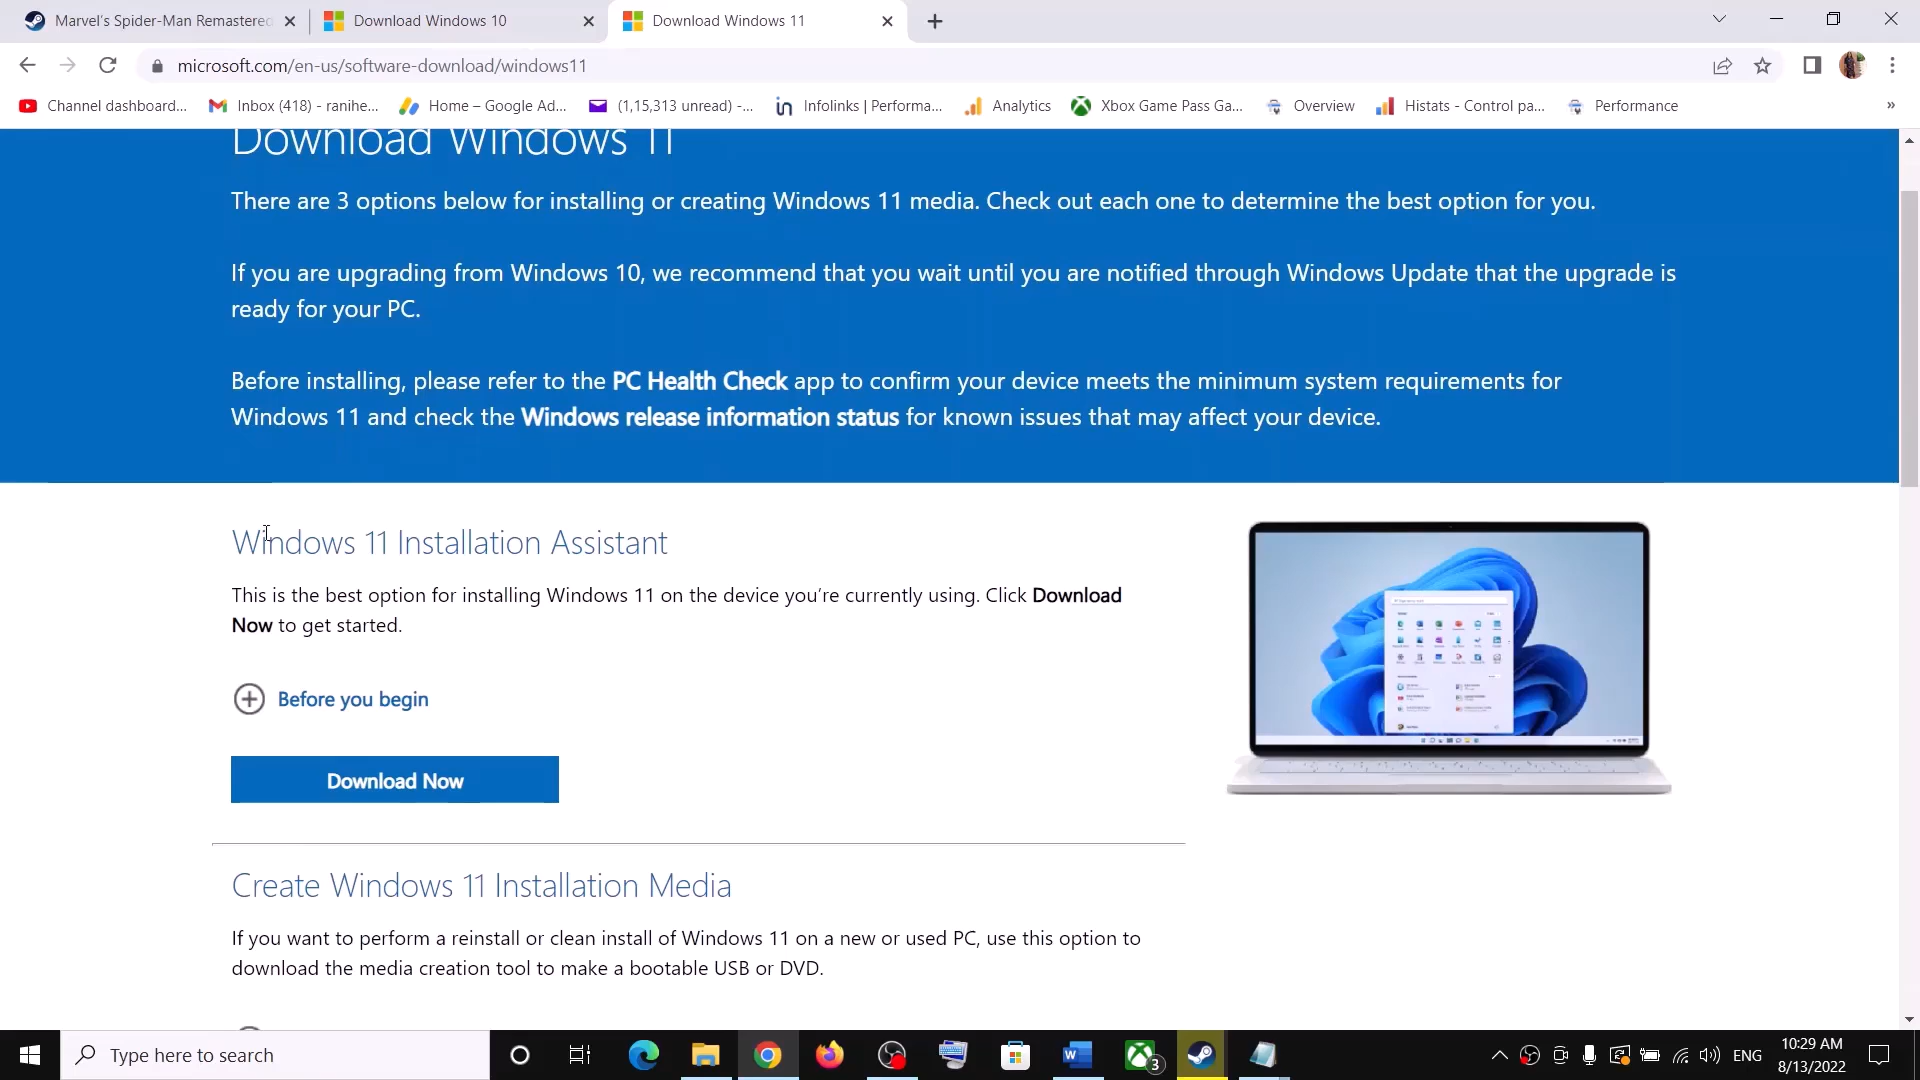 Marvel's Spider-Man Remastered
Download Windows 10
Download Windows 11
microsoft.com/en-us/software-download/windows11
Channel dashboard...
Inbox (418) - ranihe...
Home – Google Ad...
(1,15,313 unread) -...
Infolinks | Performa...
Analytics
Xbox Game Pass Ga...
Overview
Histats - Control pa...
Performance
»
Download Windows 11
There are 3 options below for installing or creating Windows 11 media. Check out each one to determine the best option for you.
If you are upgrading from Windows 10, we recommend that you wait until you are notified through Windows Update that the upgrade is
ready for your PC.
Before installing, please refer to the PC Health Check app to confirm your device meets the minimum system requirements for
Windows 11 and check the Windows release information status for known issues that may affect your device.
Windows 11 Installation Assistant
This is the best option for installing Windows 11 on the device you're currently using. Click Download
Now to get started.
Before you begin
Download Now
Create Windows 11 Installation Media
If you want to perform a reinstall or clean install of Windows 11 on a new or used PC, use this option to
download the media creation tool to make a bootable USB or DVD.
Type here to search
3
ENG
10:29 AM
8/13/2022